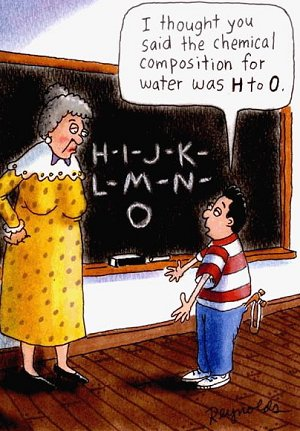 I thought you
said the chemical
composition for
water was H to O.
H-I-J-K-
L-M-N-
O
Reynolds